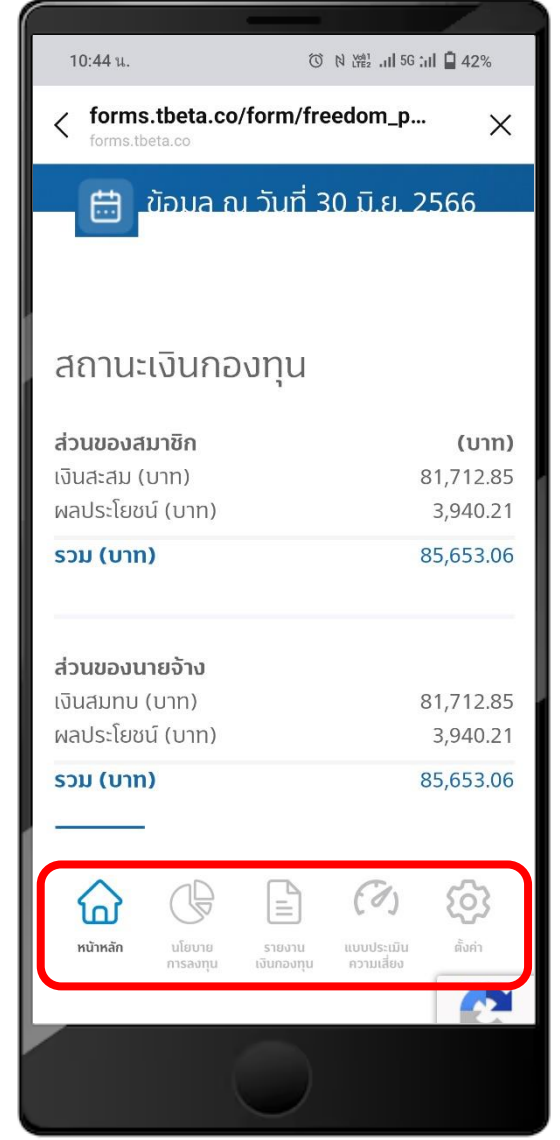 10:44 น.
Vo) 1 LTE2 5G 42%
forms.tbeta.co/form/freedom_p...
forms.tbeta.co
ข้อมูล ณ วันที่ 30 มิ.ย. 2566
สถานะเงินกองทุน
ส่วนของสมาชิก (บาท)
เงินสะสม (บาท) 81,712.85
ผลประโยชน์ (บาท) 3,940.21
รวม (บาท) 85,653.06
ส่วนของนายจ้าง
เงินสมทบ (บาท) 81,712.85
ผลประโยชน์ (บาท) 3,940.21
รวม (บาท) 85,653.06
หน้าหลัก
นโยบาย
การลงทุน
รายงาน
เงินกองทุน
แบบประเมิน
ความเสี่ยง
ตั้งค่า